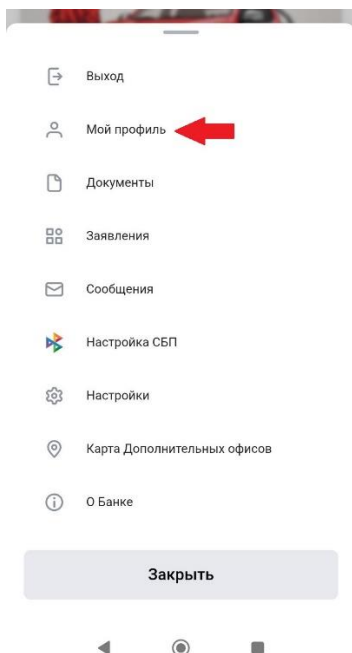 Выход
Мой профиль
Документы
Заявления
Сообщения
Настройка СБП
Настройки
Карта Дополнительных офисов
О Банке
Закрыть